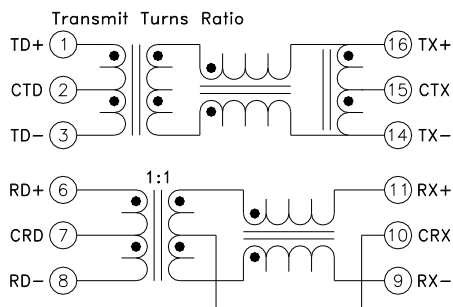 Transmit Turns Ratio
TD+ 1 16 TX+
CTD 2 15 CTX
TD- 3 14 TX-
1:1
RD+ 6 11 RX+
CRD 7 10 CRX
RD- 8 9 RX-